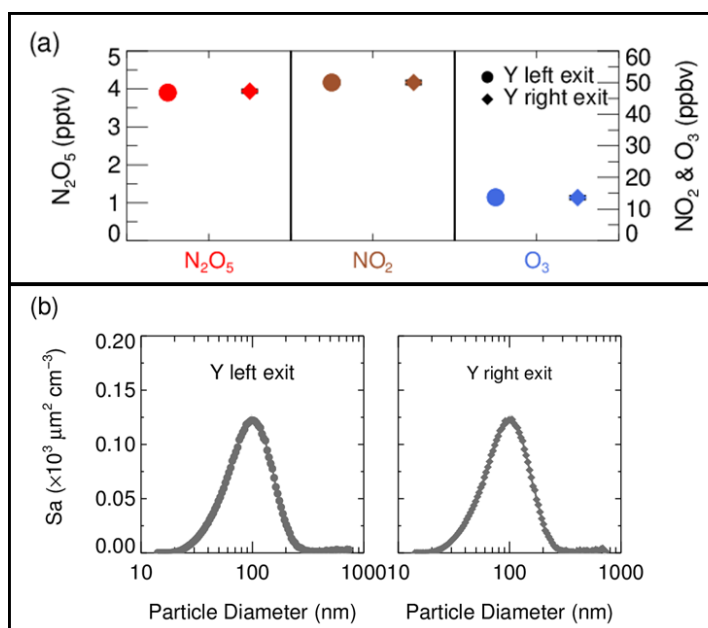 (a)
5
4
3
2
1
0
N₂O₅ (pptv)
60
50
40
30
20
10
0
NO₂ & O₃ (ppbv)
Y left exit
Y right exit
N₂O₅
NO₂
O₃
(b)
0.20
0.15
0.10
0.05
0.00
Sa (×10³ μm² cm⁻³)
Y left exit
Y right exit
10
100
1000
10
100
1000
Particle Diameter (nm)
Particle Diameter (nm)